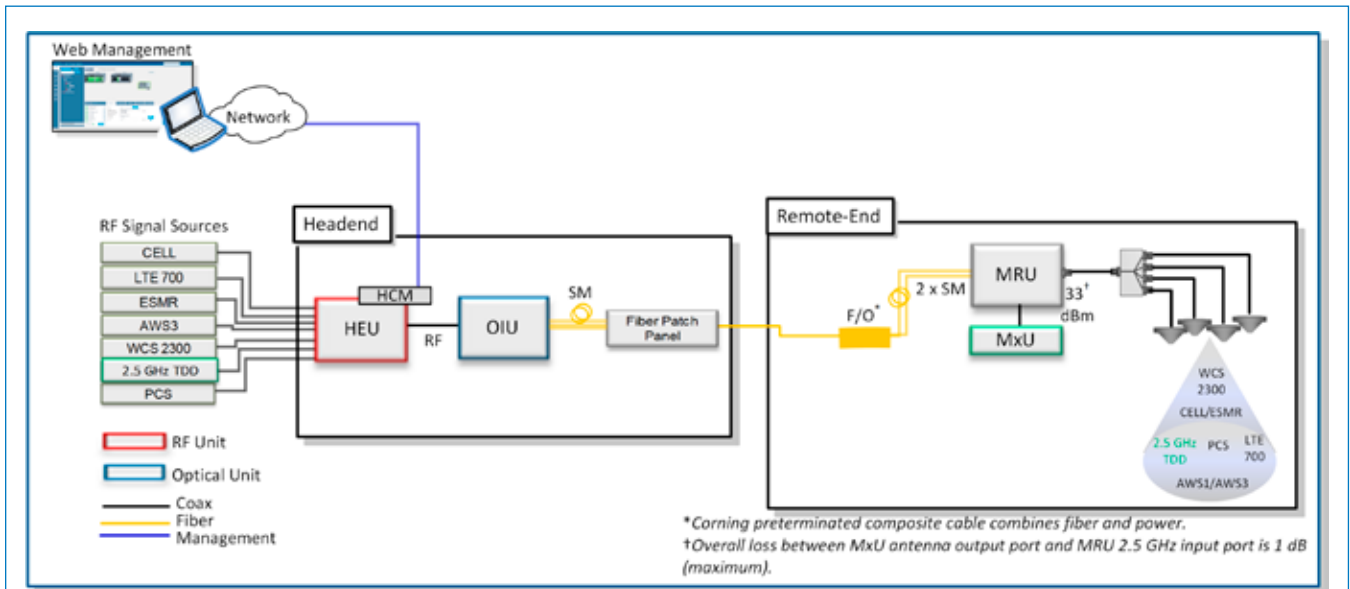 Web Management
Network
RF Signal Sources
CELL
LTE 700
ESMR
AWS3
WCS 2300
2.5 GHz TDD
PCS
RF Unit
Optical Unit
Coax
Fiber
Management
Headend
HCM
HEU
RF
OIU
SM
Fiber Patch
Panel
Remote-End
F/O*
2 x SM
MRU
33†
dBm
MxU
WCS
2300
CELL/ESMR
2.5 GHz
TDD
PCS
LTE
700
AWS1/AWS3
*Corning preterminated composite cable combines fiber and power.
†Overall loss between MxU antenna output port and MRU 2.5 GHz input port is 1 dB
(maximum).